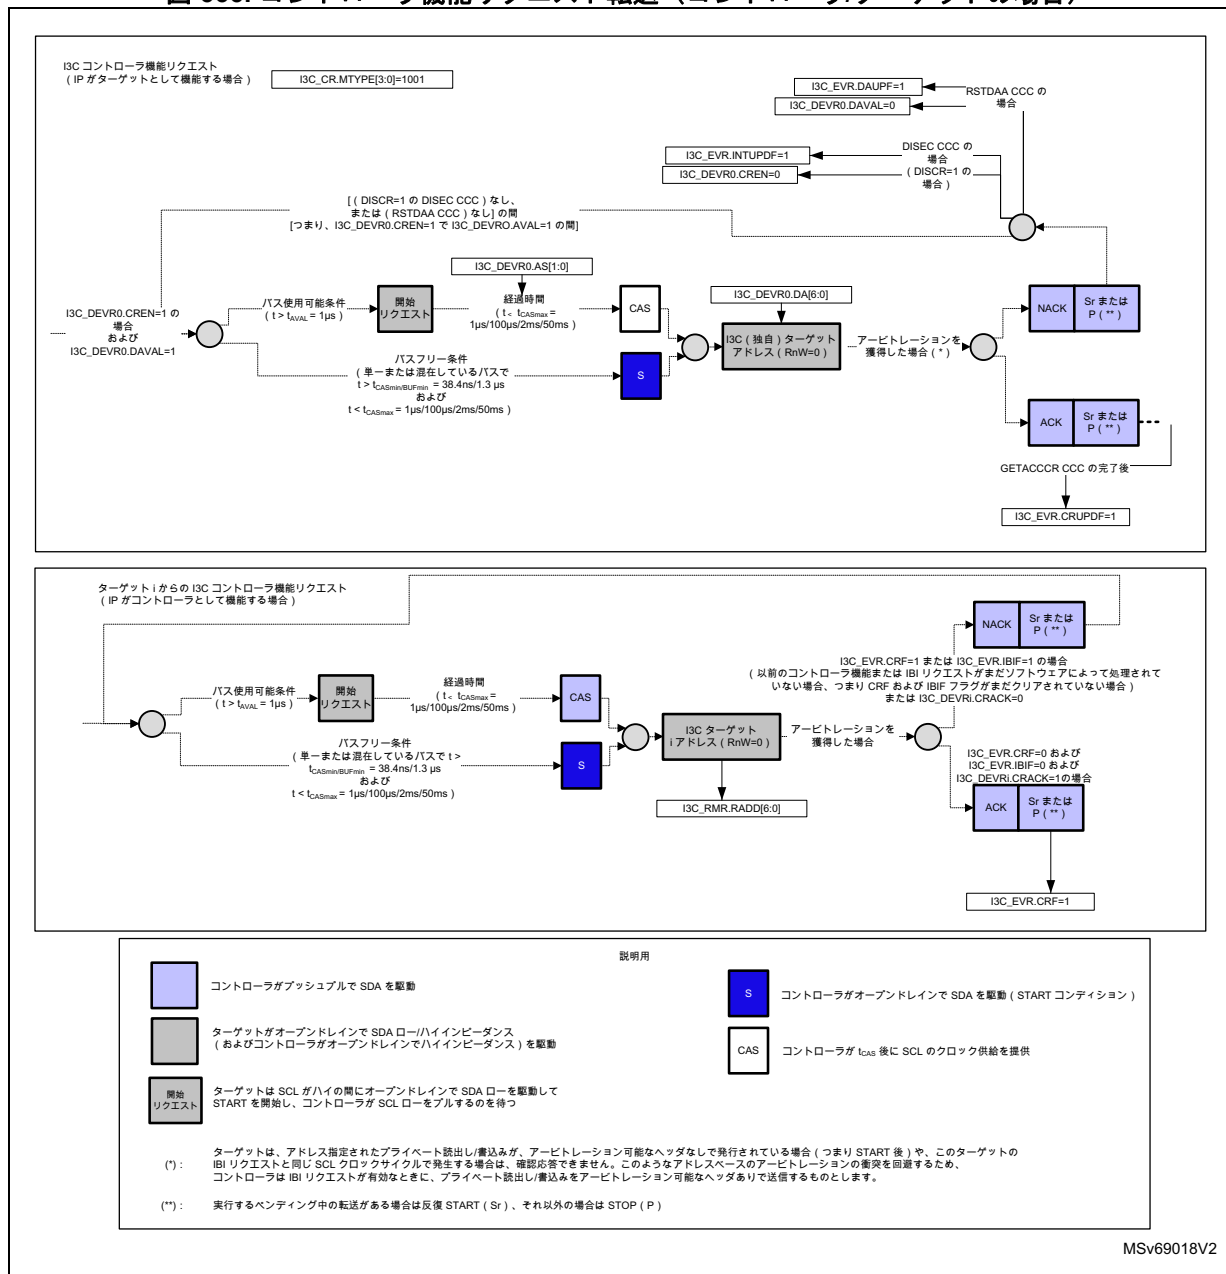 I3C コントローラ機能リクエスト
( IP がターゲットとして機能する場合 )
I3C_CR.MTYPE[3:0]=1001
I3C_EVR.DAUPF=1
I3C_DEVR0.DAVAL=0
RSTDAA CCC の
場合
I3C_EVR.INTUPDF=1
I3C_DEVR0.CREN=0
DISEC CCC の
場合
( DISCR=1 の
場合 )
[ ( DISCR=1 の DISEC CCC ) なし、
または ( RSTDAA CCC ) なし] の間
[つまり、I3C_DEVR0.CREN=1 で I3C_DEVRO.AVAL=1 の間]
I3C_DEVR0.AS[1:0]
I3C_DEVR0.DA[6:0]
I3C_DEVR0.CREN=1 の
場合
および
I3C_DEVR0.DAVAL=1
バス使用可能条件
( t > tAVAL = 1µs )
開始
リクエスト
経過時間
( t < tCASmax =
1µs/100µs/2ms/50ms )
CAS
I3C ( 独自 ) ターゲット
アドレス ( RnW=0 )
アービトレーションを
獲得した場合 ( * )
NACK
Sr または
P ( ** )
バスフリー条件
( 単一または混在しているバスで
t > tCASmin/BUFmin = 38.4ns/1.3 µs
および
t < tCASmax = 1µs/100µs/2ms/50ms )
S
ACK
Sr または
P ( ** )
GETACCCR CCC の完了後
I3C_EVR.CRUPDF=1
ターゲット i からの I3C コントローラ機能リクエスト
( IP がコントローラとして機能する場合 )
NACK
Sr または
P ( ** )
I3C_EVR.CRF=1 または I3C_EVR.IBIF=1 の場合
( 以前のコントローラ機能または IBI リクエストがまだソフトウェアによって処理されて
いない場合、つまり CRF および IBIF フラグがまだクリアされていない場合 )
または I3C_DEVRi.CRACK=0
バス使用可能条件
( t > tAVAL = 1µs )
開始
リクエスト
経過時間
( t < tCASmax =
1µs/100µs/2ms/50ms )
CAS
I3C ターゲット
i アドレス ( RnW=0 )
アービトレーションを
獲得した場合
バスフリー条件
( 単一または混在しているバスで t >
tCASmin/BUFmin = 38.4ns/1.3 µs
および
t < tCASmax = 1µs/100µs/2ms/50ms )
S
I3C_RMR.RADD[6:0]
I3C_EVR.CRF=0 および
I3C_EVR.IBIF=0 および
I3C_DEVRi.CRACK=1の場合
ACK
Sr または
P ( ** )
I3C_EVR.CRF=1
説明用
コントローラがプッシュプルで SDA を駆動
S
コントローラがオープンドレインで SDA を駆動 ( START コンディション )
ターゲットがオープンドレインで SDA ロー/ハイインピーダンス
( およびコントローラがオープンドレインでハイインピーダンス ) を駆動
CAS
コントローラが tCAS 後に SCL のクロック供給を提供
開始
リクエスト
ターゲットは SCL がハイの間にオープンドレインで SDA ローを駆動して
START を開始し、コントローラが SCL ローをプルするのを待つ
(*) :
ターゲットは、アドレス指定されたプライベート読出し/書込みが、アービトレーション可能なヘッダなしで発行されている場合 ( つまり START 後 ) や、このターゲットの
IBI リクエストと同じ SCL クロックサイクルで発生する場合は、確認応答できません。このようなアドレスベースのアービトレーションの衝突を回避するため、
コントローラは IBI リクエストが有効なときに、プライベート読出し/書込みをアービトレーション可能なヘッダありで送信するものとします。
(**) :
実行するペンディング中の転送がある場合は反復 START ( Sr ) 、それ以外の場合は STOP ( P )
MSv69018V2